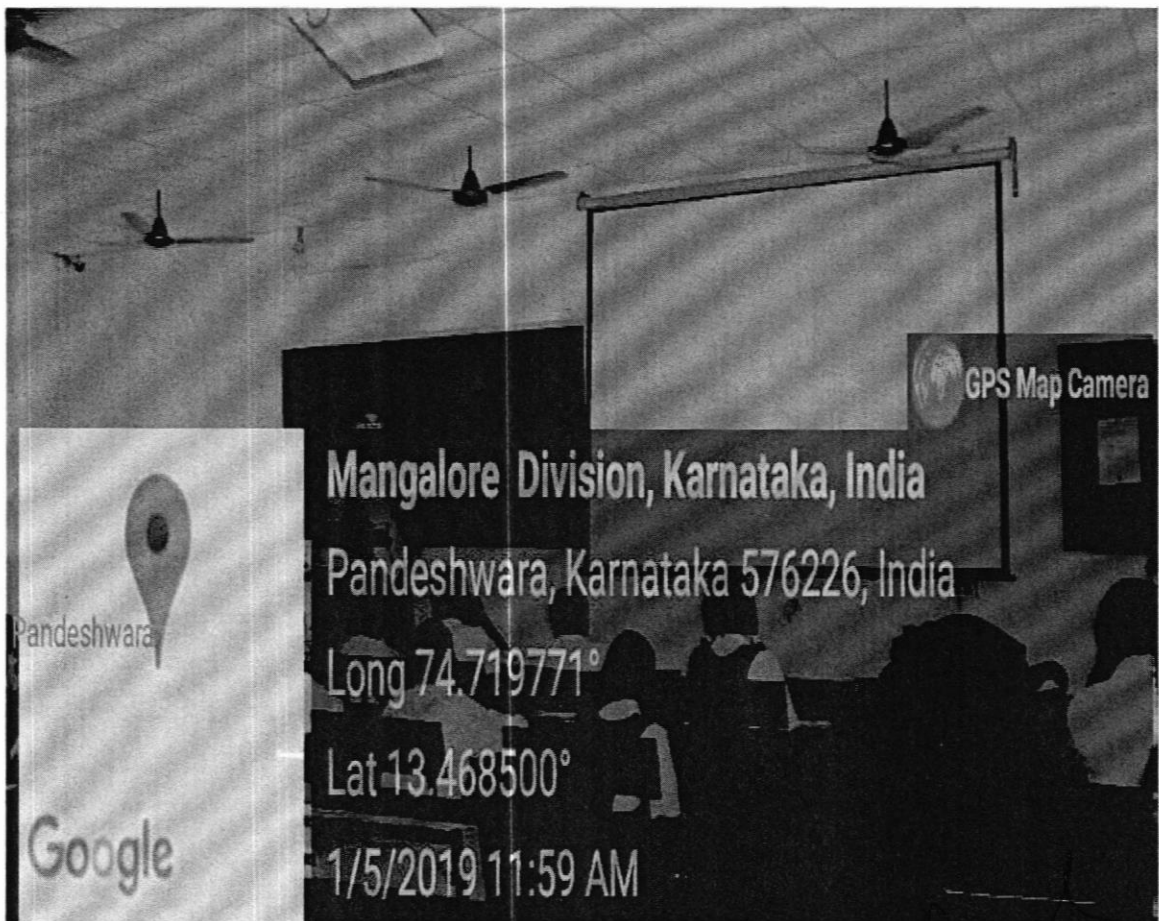 GPS Map Camera
Mangalore Division, Karnataka, India
Pandeshwara, Karnataka 576226, India
Pandeshwara
Long 74.719771°
Lat 13.468500°
Google
1/5/2019 11:59 AM